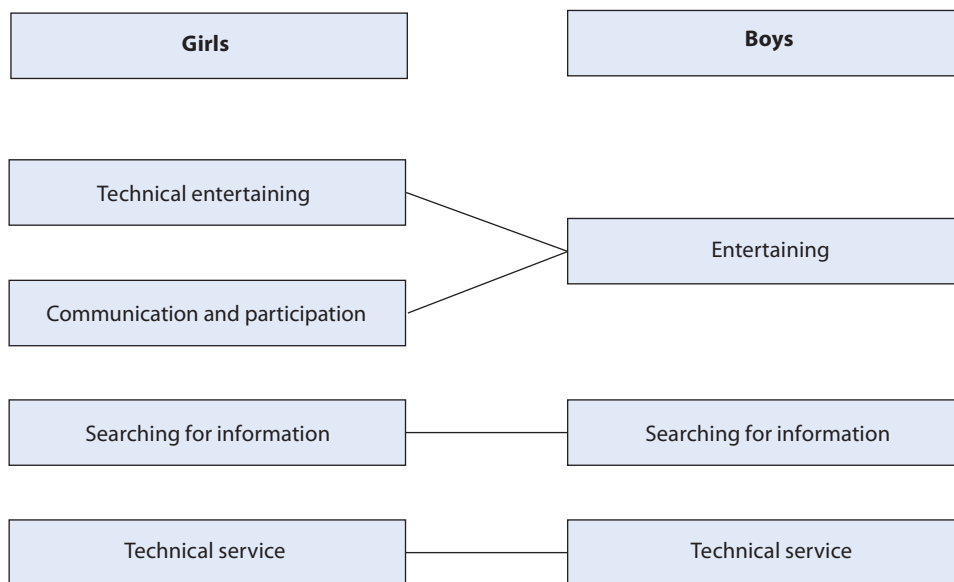 Girls
Boys
Technical entertaining
Entertaining
Communication and participation
Searching for information
Searching for information
Technical service
Technical service